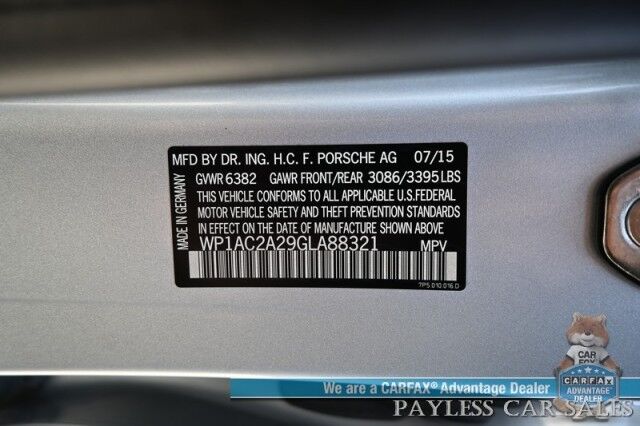 MFD BY DR. ING. H.C. F. PORSCHE AG 07/15
GVWR 6382 GAWR FRONT/REAR 3086/3395 LBS
THIS VEHICLE CONFORMS TO ALL APPLICABLE U.S. FEDERAL
MOTOR VEHICLE SAFETY AND THEFT PREVENTION STANDARDS
IN EFFECT ON THE DATE OF MANUFACTURE SHOWN ABOVE.
WP1AC2A29GLA88321 MPV
MADE IN GERMANY
7P5.010.016 D
CAR
FOX
CARFAX
ADVANTAGE
DEALER
We are a CARFAX® Advantage Dealer
PAYLESS CAR SALES